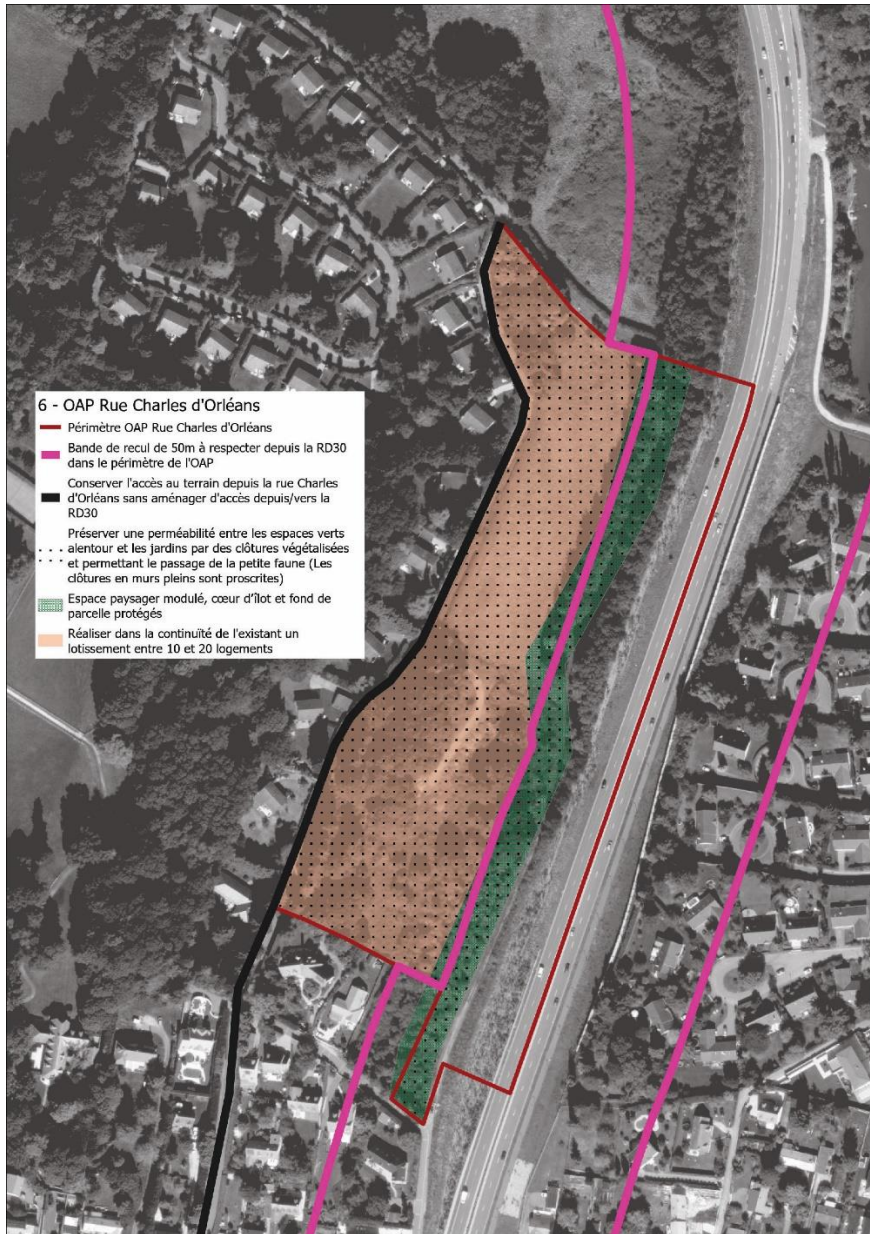 6 - OAP Rue Charles d'Orléans
Périmètre OAP Rue Charles d'Orléans
Bande de recul de 50m à respecter depuis la RD30
dans le périmètre de l'OAP
Conserver l'accès au terrain depuis la rue Charles
d'Orléans sans aménager d'accès depuis/vers la
RD30
Préserver une perméabilité entre les espaces verts
alentour et les jardins par des clôtures végétalisées
et permettant le passage de la petite faune (Les
clôtures en murs pleins sont proscrites)
Espace paysager modulé, cœur d'îlot et fond de
parcelle protégés
Réaliser dans la continuïté de l'existant un
lotissement entre 10 et 20 logements